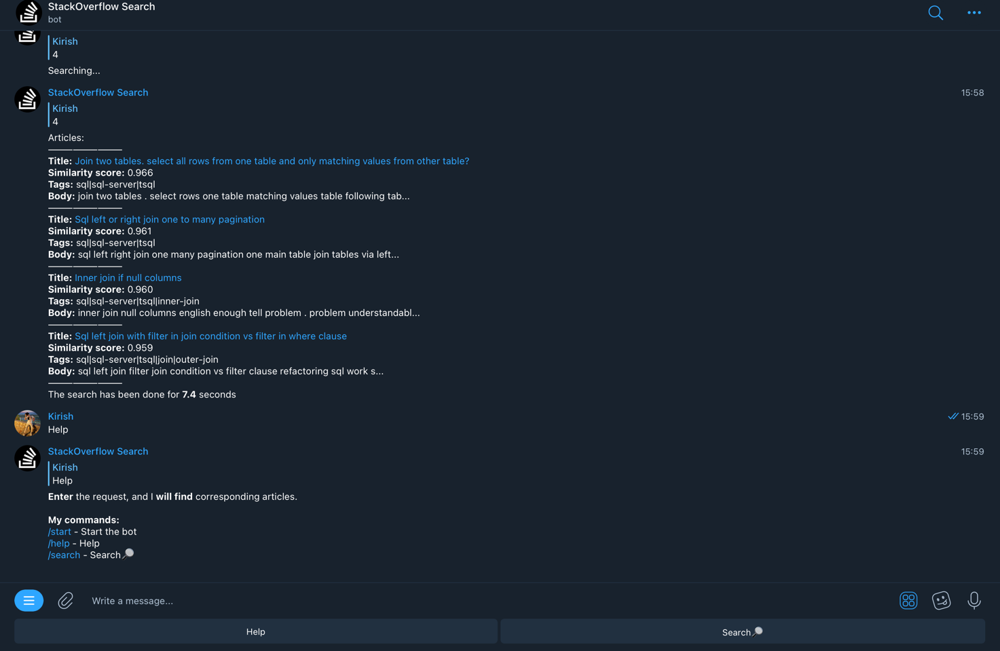 StackOverflow Search
bot
Kirish
4
Searching...
StackOverflow Search 15:58
Kirish
4
Articles:
Title: Join two tables. select all rows from one table and only matching values from other table?
Similarity score: 0.966
Tags: sql|sql-server|tsql
Body: join two tables . select rows one table matching values table following tab...
Title: Sql left or right join one to many pagination
Similarity score: 0.961
Tags: sql|sql-server|tsql
Body: sql left right join one many pagination one main table join tables via left...
Title: Inner join if null columns
Similarity score: 0.960
Tags: sql|sql-server|tsql|inner-join
Body: inner join null columns english enough tell problem . problem understandabl...
Title: Sql left join with filter in join condition vs filter in where clause
Similarity score: 0.959
Tags: sql|sql-server|tsql|join|outer-join
Body: sql left join filter join condition vs filter clause refactoring sql work s...
The search has been done for 7.4 seconds
Kirish 15:59
Help
StackOverflow Search 15:59
Kirish
Help
Enter the request, and I will find corresponding articles.
My commands:
/start - Start the bot
/help - Help
/search - Search
Write a message...
Help
Search